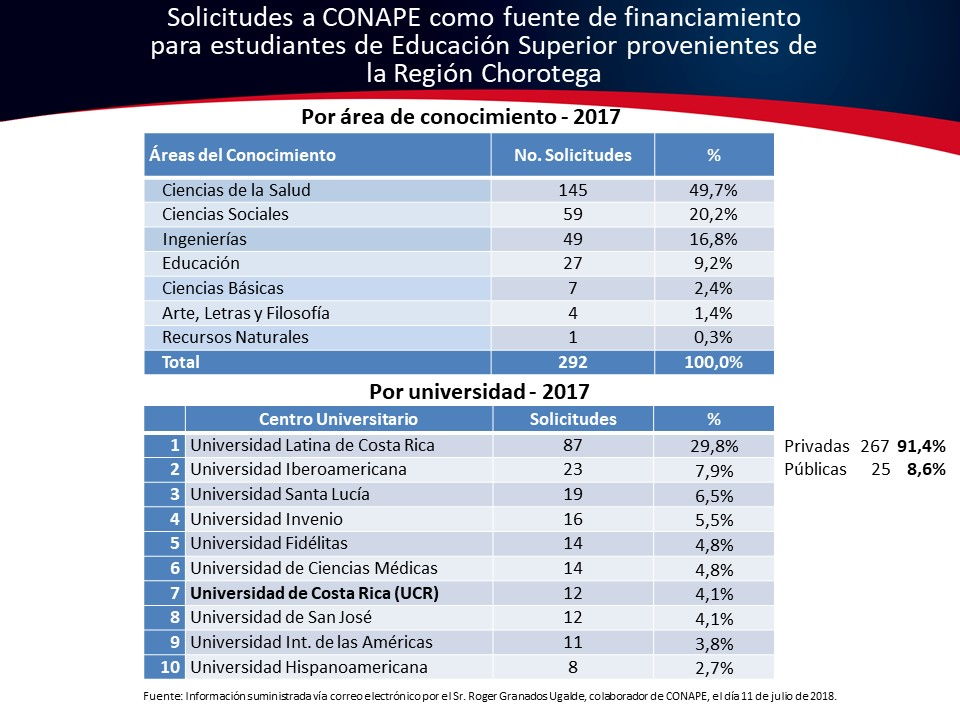 Solicitudes a CONAPE como fuente de financiamiento
para estudiantes de Educación Superior provenientes de
la Región Chorotega
Por área de conocimiento - 2017
Áreas del Conocimiento No. Solicitudes %
Ciencias de la Salud 145 49,7%
Ciencias Sociales 59 20,2%
Ingenierías 49 16,8%
Educación 27 9,2%
Ciencias Básicas 7 2,4%
Arte, Letras y Filosofía 4 1,4%
Recursos Naturales 1 0,3%
Total 292 100,0%
Por universidad - 2017
Centro Universitario Solicitudes %
1 Universidad Latina de Costa Rica 87 29,8% Privadas 267 91,4%
2 Universidad Iberoamericana 23 7,9% Públicas 25 8,6%
3 Universidad Santa Lucía 19 6,5%
4 Universidad Invenio 16 5,5%
5 Universidad Fidélitas 14 4,8%
6 Universidad de Ciencias Médicas 14 4,8%
7 Universidad de Costa Rica (UCR) 12 4,1%
8 Universidad de San José 12 4,1%
9 Universidad Int. de las Américas 11 3,8%
10 Universidad Hispanoamericana 8 2,7%
Fuente: Información suministrada vía correo electrónico por el Sr. Roger Granados Ugalde, colaborador de CONAPE, el día 11 de julio de 2018.